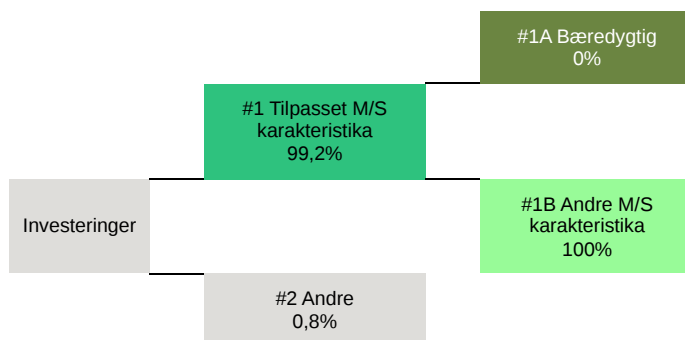 #1A Bæredygtig
0%
#1 Tilpasset M/S
karakteristika
99,2%
Investeringer
#1B Andre M/S
karakteristika
100%
#2 Andre
0,8%